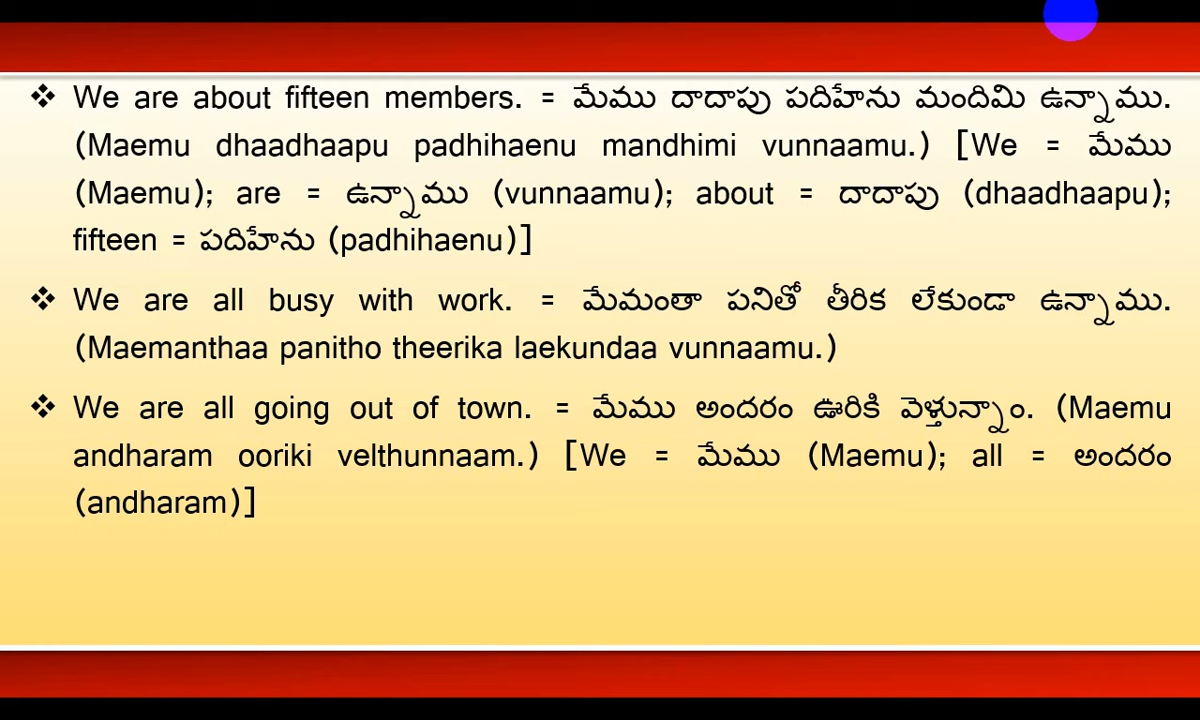 ❖ We are about fifteen members. = మేము దాదాపు పదిహేను మందిమి ఉన్నాము.
(Maemu dhaadhaapu padhihaenu mandhimi vunnaamu.) [We = మేము
(Maemu); are = ఉన్నాము (vunnaamu); about = దాదాపు (dhaadhaapu);
fifteen = పదిహేను (padhihaenu)]
❖ We are all busy with work. = మేమంతా పనితో తీరిక లేకుండా ఉన్నాము.
(Maemanthaa panitho theerika laekundaa vunnaamu.)
❖ We are all going out of town. = మేము అందరం ఊరికి వెళ్తున్నాం. (Maemu
andharam ooriki velthunnaam.) [We = మేము (Maemu); all = అందరం
(andharam)]